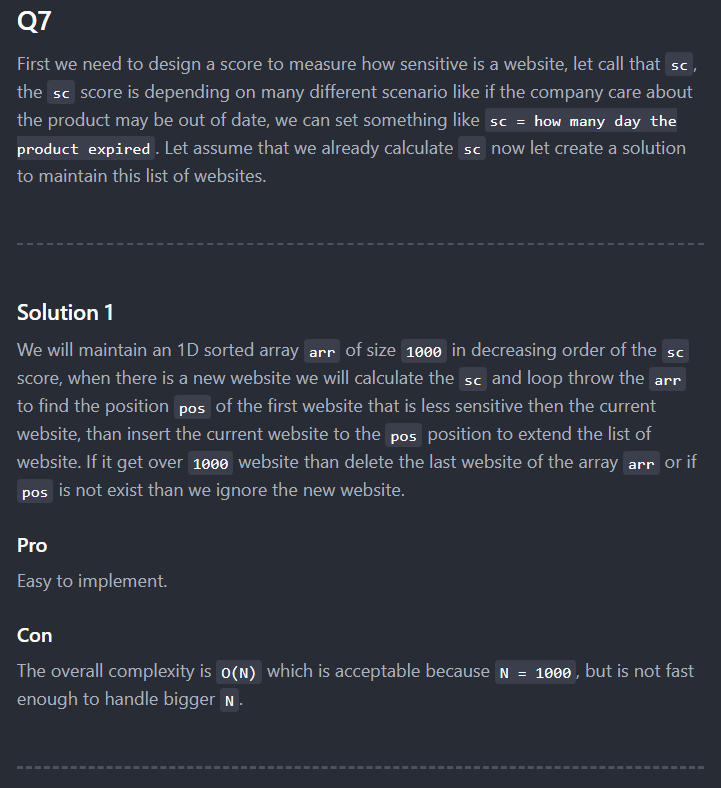 Q7
First we need to design a score to measure how sensitive is a website, let call that sc,
the sc score is depending on many different scenario like if the company care about
the product may be out of date, we can set something like sc = how many day the
product expired. Let assume that we already calculate sc now let create a solution
to maintain this list of websites.
Solution 1
We will maintain an 1D sorted array arr of size 1000 in decreasing order of the sc
score, when there is a new website we will calculate the sc and loop throw the arr
to find the position pos of the first website that is less sensitive then the current
website, than insert the current website to the pos position to extend the list of
website. If it get over 1000 website than delete the last website of the array arr or if
pos is not exist than we ignore the new website.
Pro
Easy to implement.
Con
The overall complexity is O(N) which is acceptable because N = 1000, but is not fast
enough to handle bigger N.